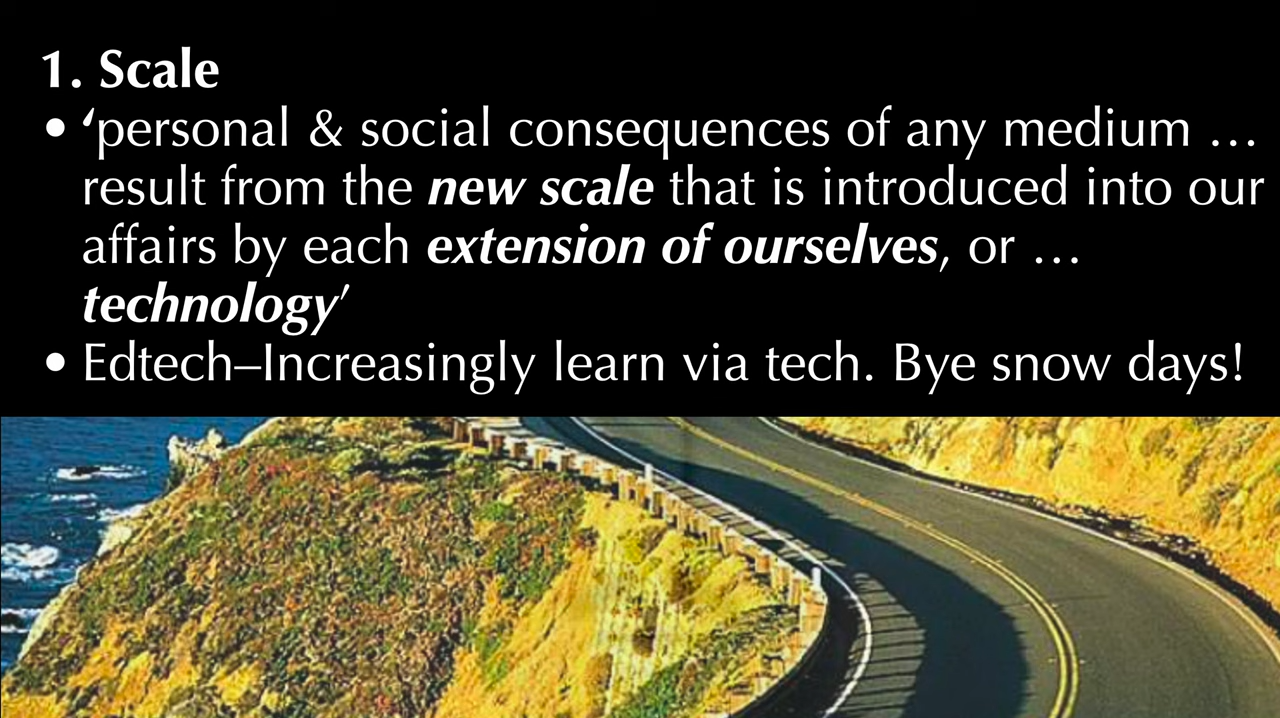 1. Scale
• ‘personal & social consequences of any medium …
result from the new scale that is introduced into our
affairs by each extension of ourselves, or …
technology’
• Edtech–Increasingly learn via tech. Bye snow days!